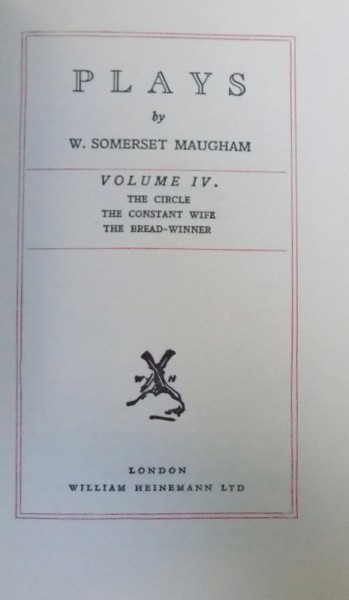 PLAYS
by
W. SOMERSET MAUGHAM
VOLUME IV.
THE CIRCLE
THE CONSTANT WIFE
THE BREAD-WINNER
W H
LONDON
WILLIAM HEINEMANN LTD